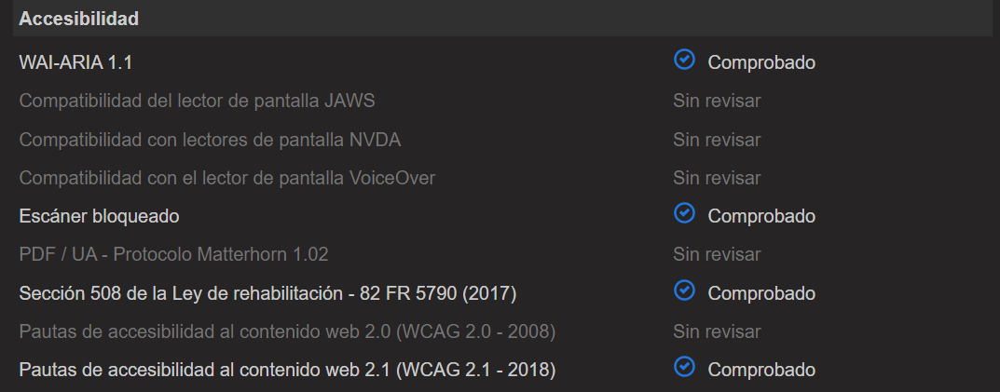 Accesibilidad
WAI-ARIA 1.1 Comprobado
Compatibilidad del lector de pantalla JAWS Sin revisar
Compatibilidad con lectores de pantalla NVDA Sin revisar
Compatibilidad con el lector de pantalla VoiceOver Sin revisar
Escáner bloqueado Comprobado
PDF / UA - Protocolo Matterhorn 1.02 Sin revisar
Sección 508 de la Ley de rehabilitación - 82 FR 5790 (2017) Comprobado
Pautas de accesibilidad al contenido web 2.0 (WCAG 2.0 - 2008) Sin revisar
Pautas de accesibilidad al contenido web 2.1 (WCAG 2.1 - 2018) Comprobado